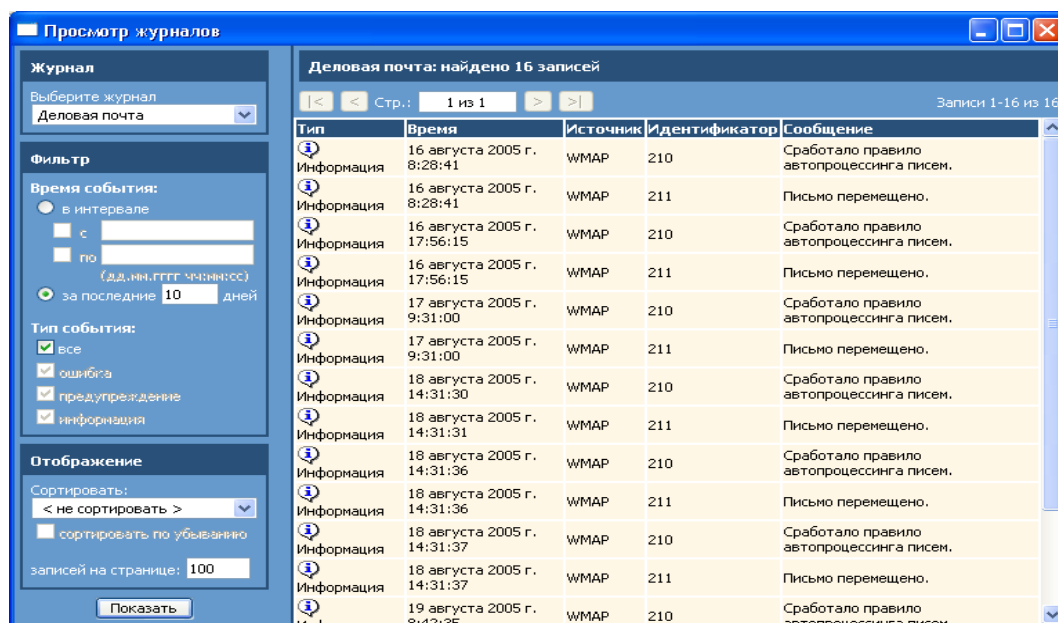 Просмотр журналов
Журнал
Выберите журнал
Деловая почта
Фильтр
Время события:
в интервале
с
по
(дд.мм.гггг чч:мм:сс)
за последние 10 дней
Тип события:
все
ошибка
предупреждение
информация
Отображение
Сортировать:
< не сортировать >
сортировать по убыванию
записей на странице: 100
Показать
Деловая почта: найдено 16 записей
|< < Стр.: 1 из 1 > >| Записи 1-16 из 16
Тип Время Источник Идентификатор Сообщение
Информация 16 августа 2005 г. 8:28:41 WMAP 210 Сработало правило автопроцессинга писем.
Информация 16 августа 2005 г. 8:28:41 WMAP 211 Письмо перемещено.
Информация 16 августа 2005 г. 17:56:15 WMAP 210 Сработало правило автопроцессинга писем.
Информация 16 августа 2005 г. 17:56:15 WMAP 211 Письмо перемещено.
Информация 17 августа 2005 г. 9:31:00 WMAP 210 Сработало правило автопроцессинга писем.
Информация 17 августа 2005 г. 9:31:00 WMAP 211 Письмо перемещено.
Информация 18 августа 2005 г. 14:31:30 WMAP 210 Сработало правило автопроцессинга писем.
Информация 18 августа 2005 г. 14:31:31 WMAP 211 Письмо перемещено.
Информация 18 августа 2005 г. 14:31:36 WMAP 210 Сработало правило автопроцессинга писем.
Информация 18 августа 2005 г. 14:31:36 WMAP 211 Письмо перемещено.
Информация 18 августа 2005 г. 14:31:37 WMAP 210 Сработало правило автопроцессинга писем.
Информация 18 августа 2005 г. 14:31:37 WMAP 211 Письмо перемещено.
19 августа 2005 г. WMAP 210 Сработало правило